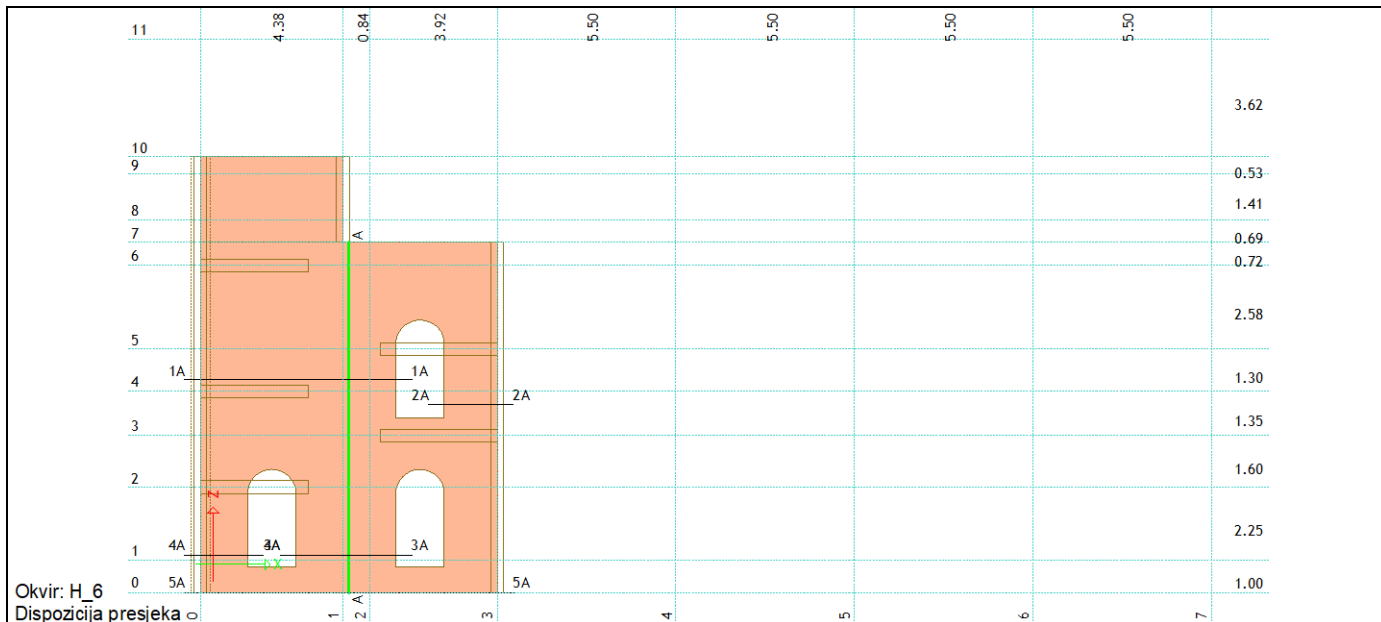 11 4.38 0.84 3.92 5.50 5.50 5.50 5.50
3.62
10
9 0.53
8 1.41
7 A 0.69
6 0.72
2.58
5
1A 1A
4 1.30
2A 2A
3 1.35
2 1.60
Z
4A 3A 3A 2.25
1
X
0 5A 5A 1.00
Okvir: H_6 A
Dispozicija presjeka 0 1 2 3 4 5 6 7